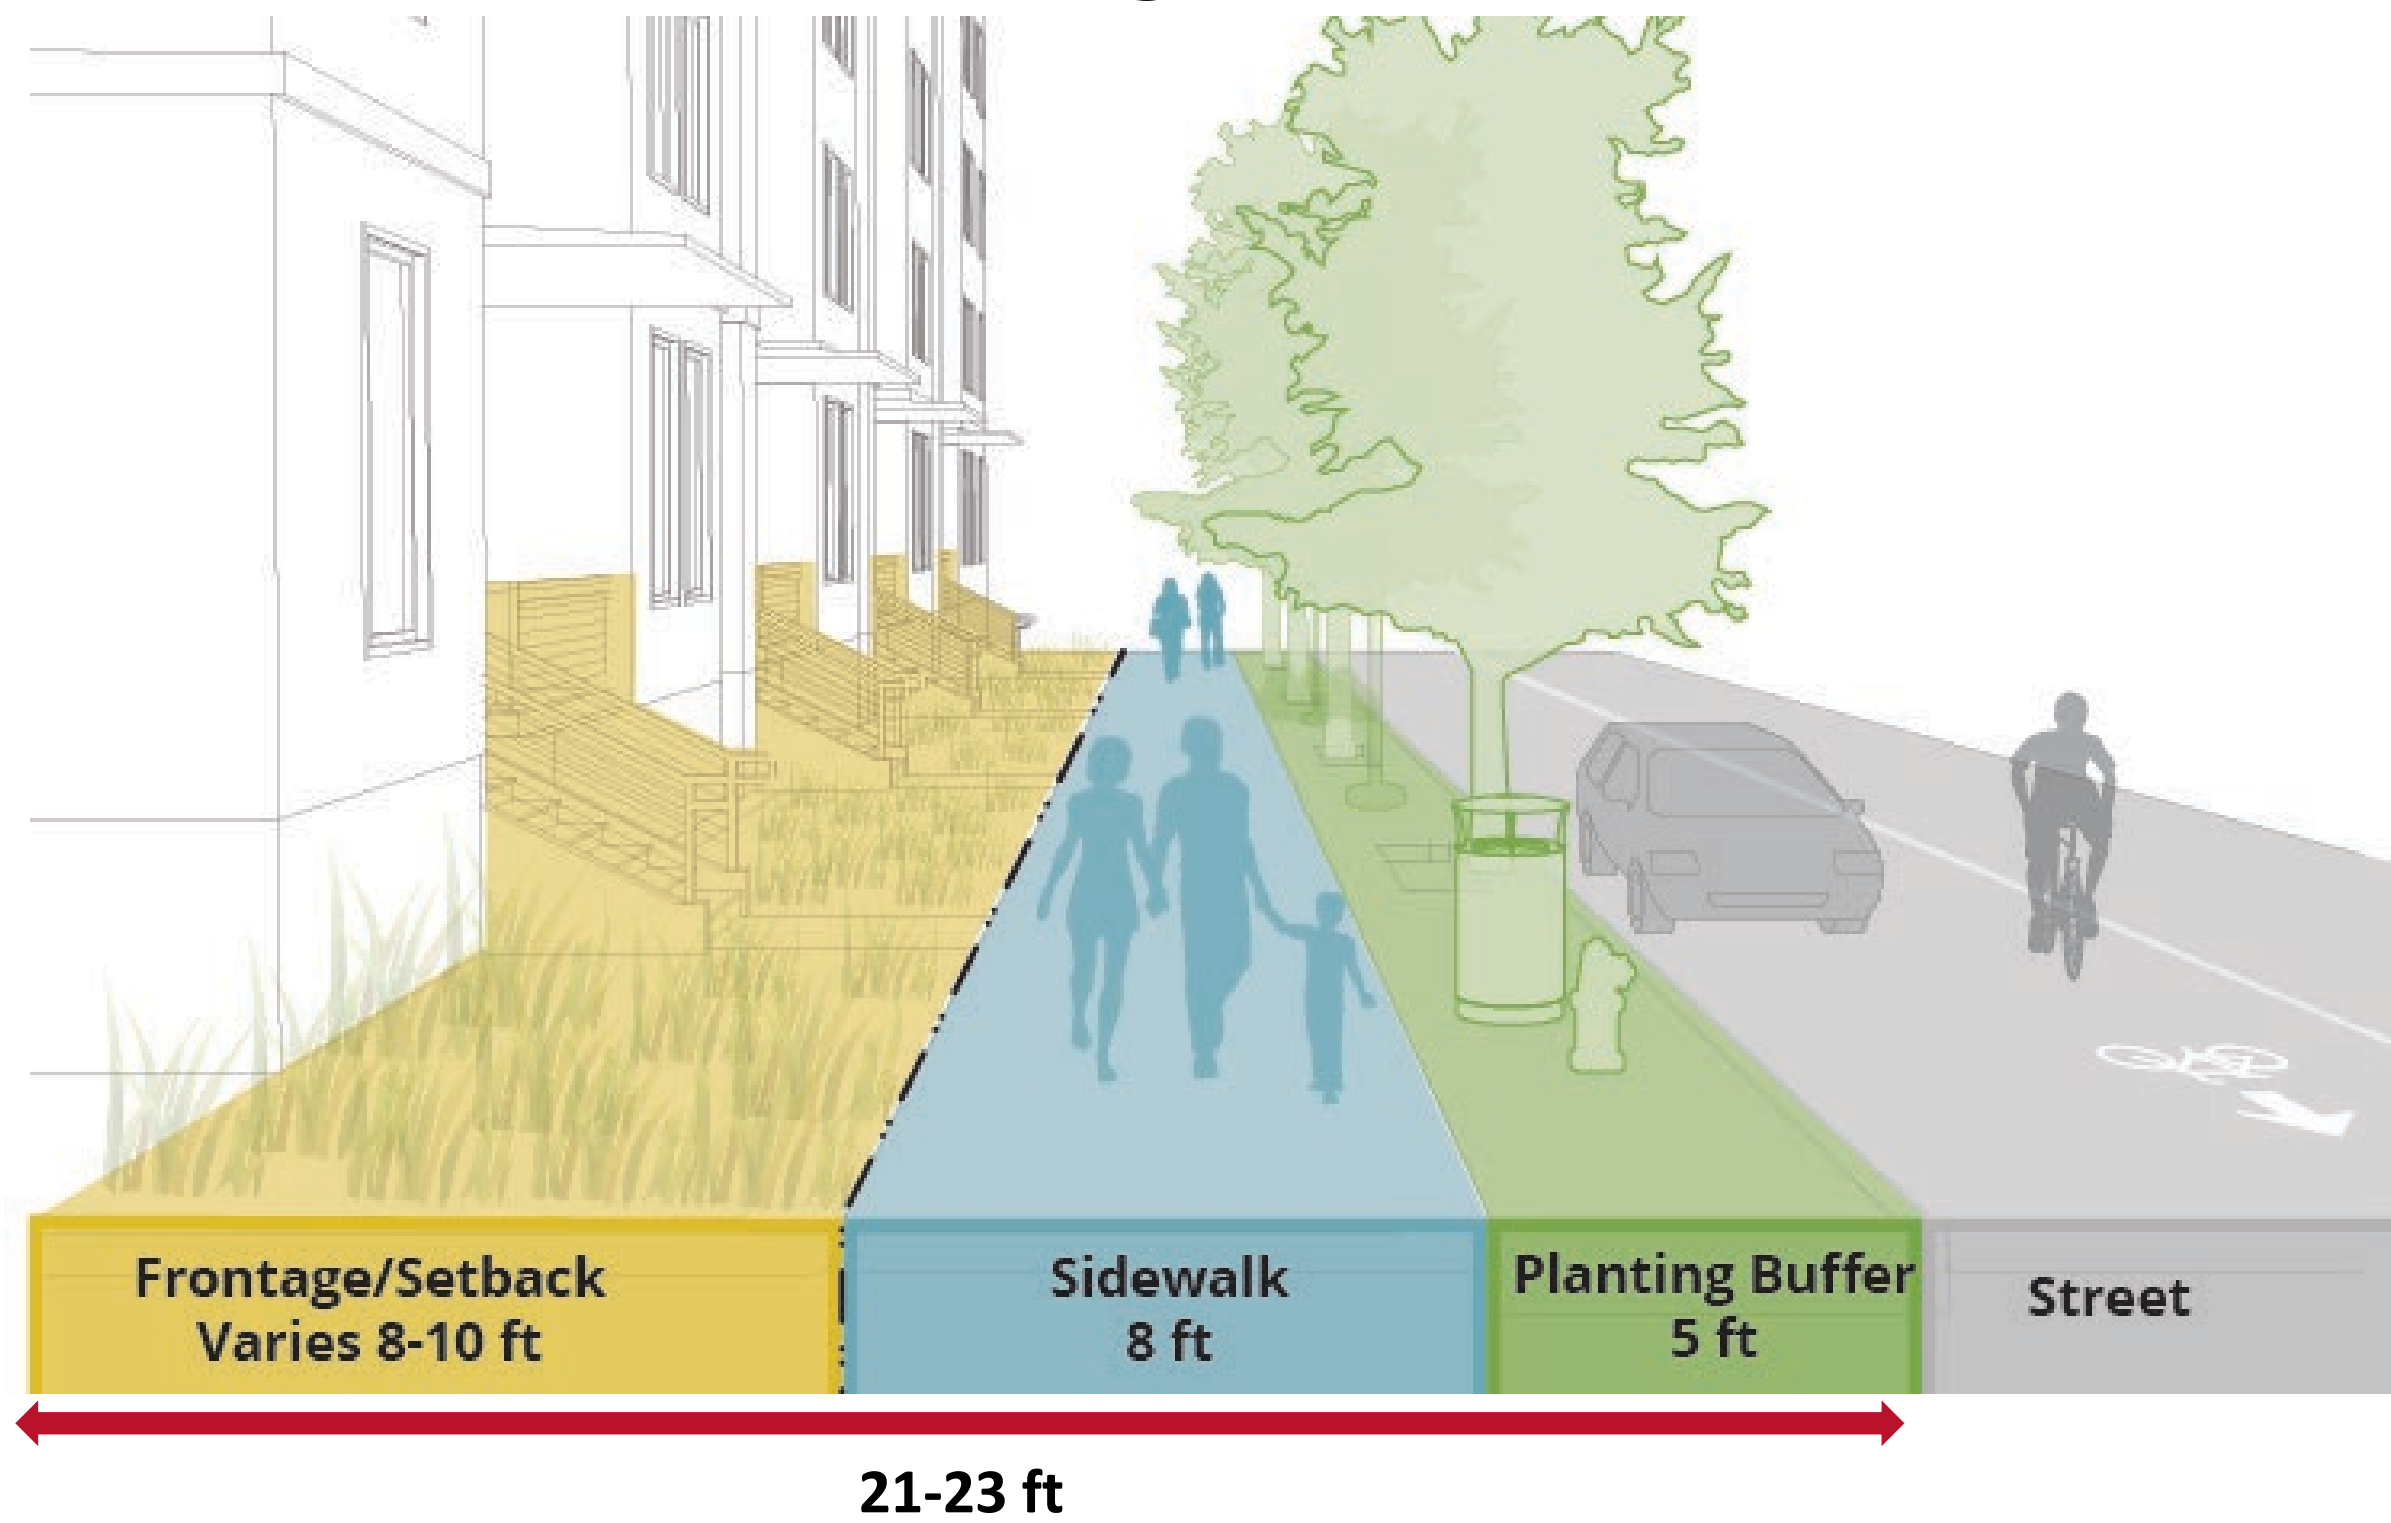 Frontage/Setback
Varies 8-10 ft
Sidewalk
8 ft
Planting Buffer
5 ft
Street
21-23 ft